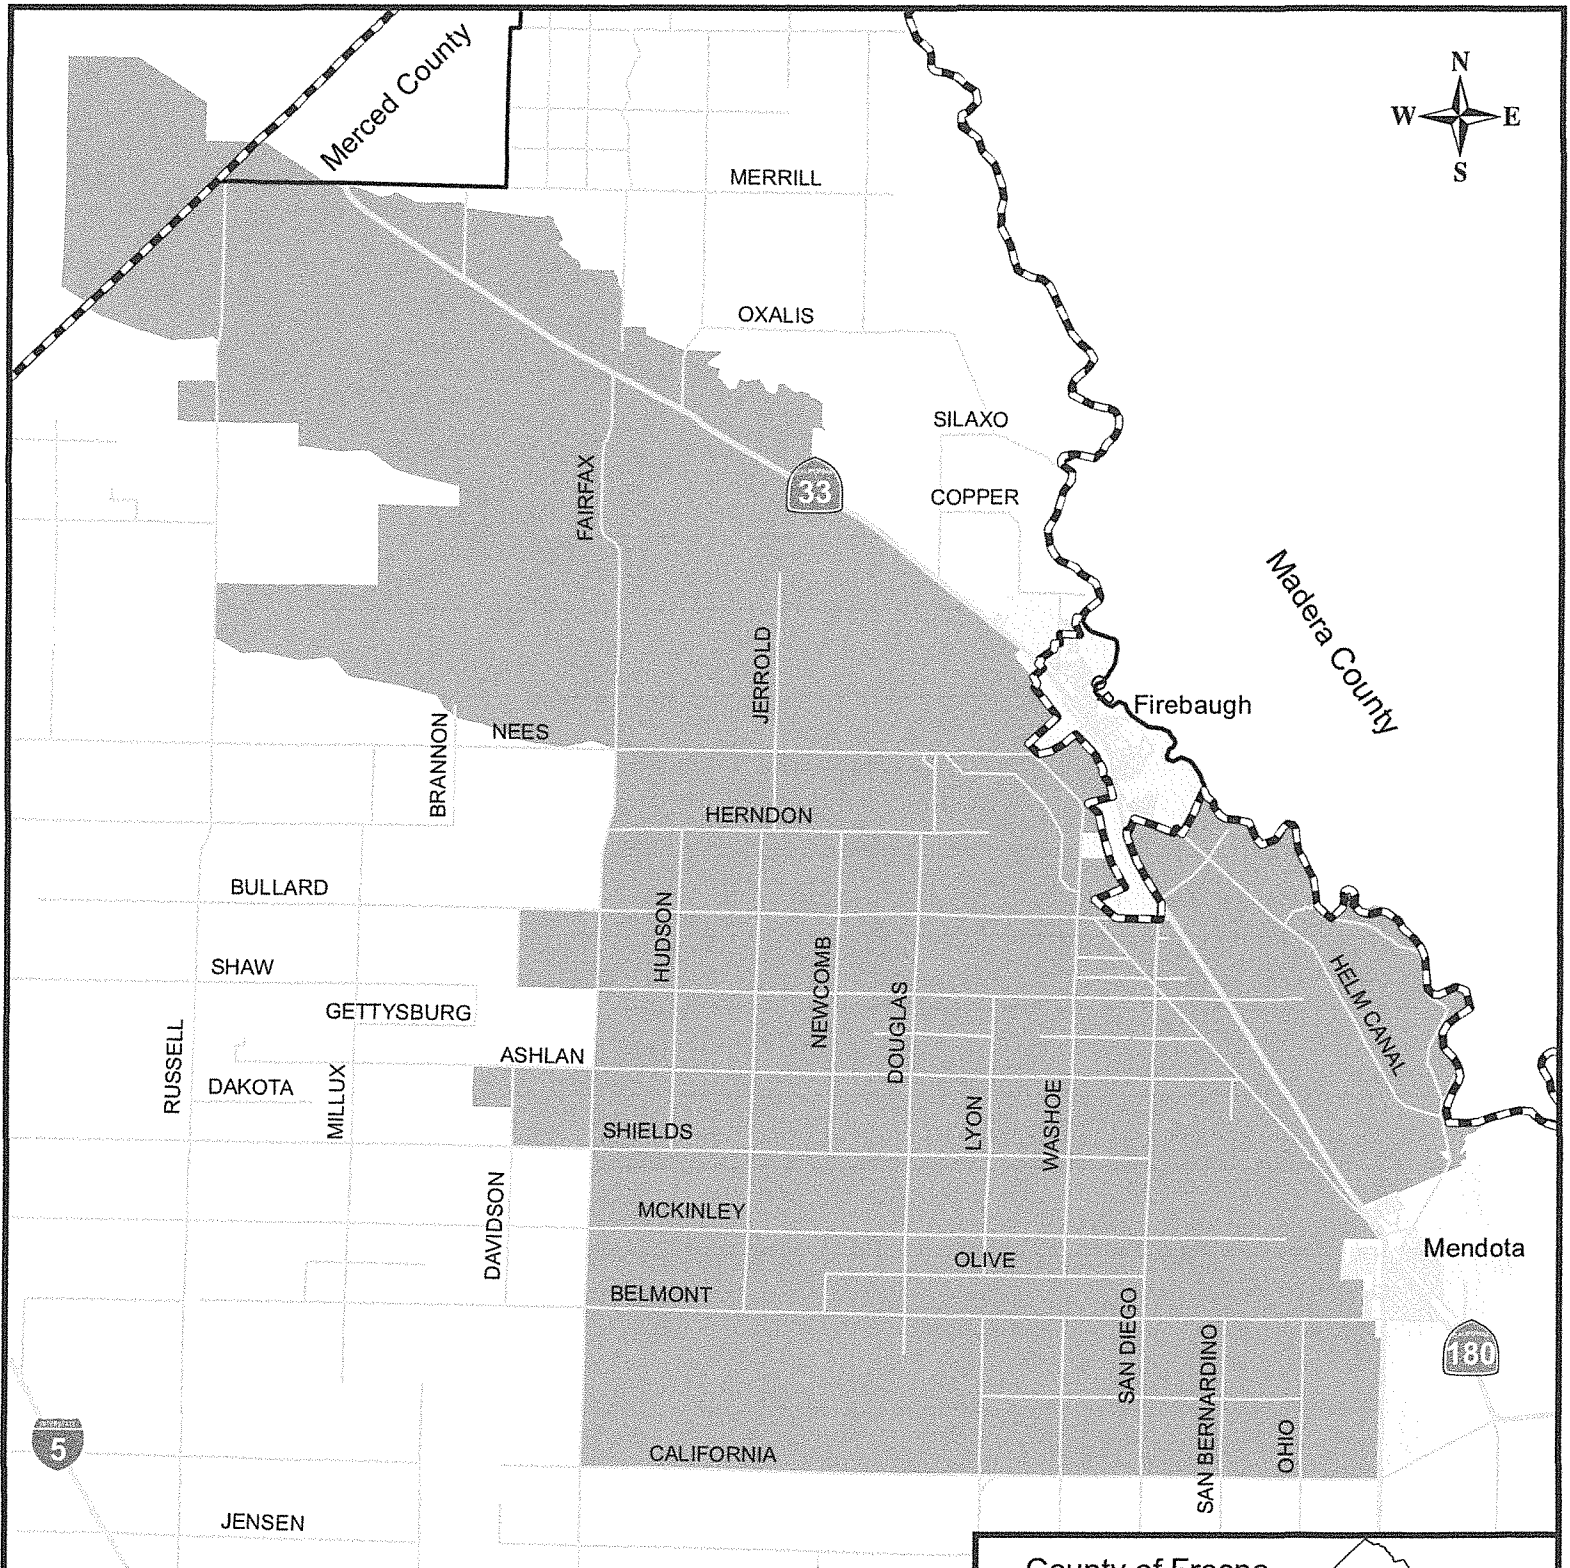 Merced County
N
W E
S
MERRILL
OXALIS
SILAXO
COPPER
33
FAIRFAX
JERROLD
Madera County
Firebaugh
BRANNON
NEES
HERNDON
BULLARD
HUDSON
NEWCOMB
DOUGLAS
HELM CANAL
SHAW
GETTYSBURG
RUSSELL
ASHLAN
DAKOTA
MILLUX
LYON
WASHOE
SHIELDS
DAVIDSON
MCKINLEY
OLIVE
BELMONT
Mendota
SAN DIEGO
SAN BERNARDINO
180
OHIO
5
CALIFORNIA
JENSEN
County of Fresno